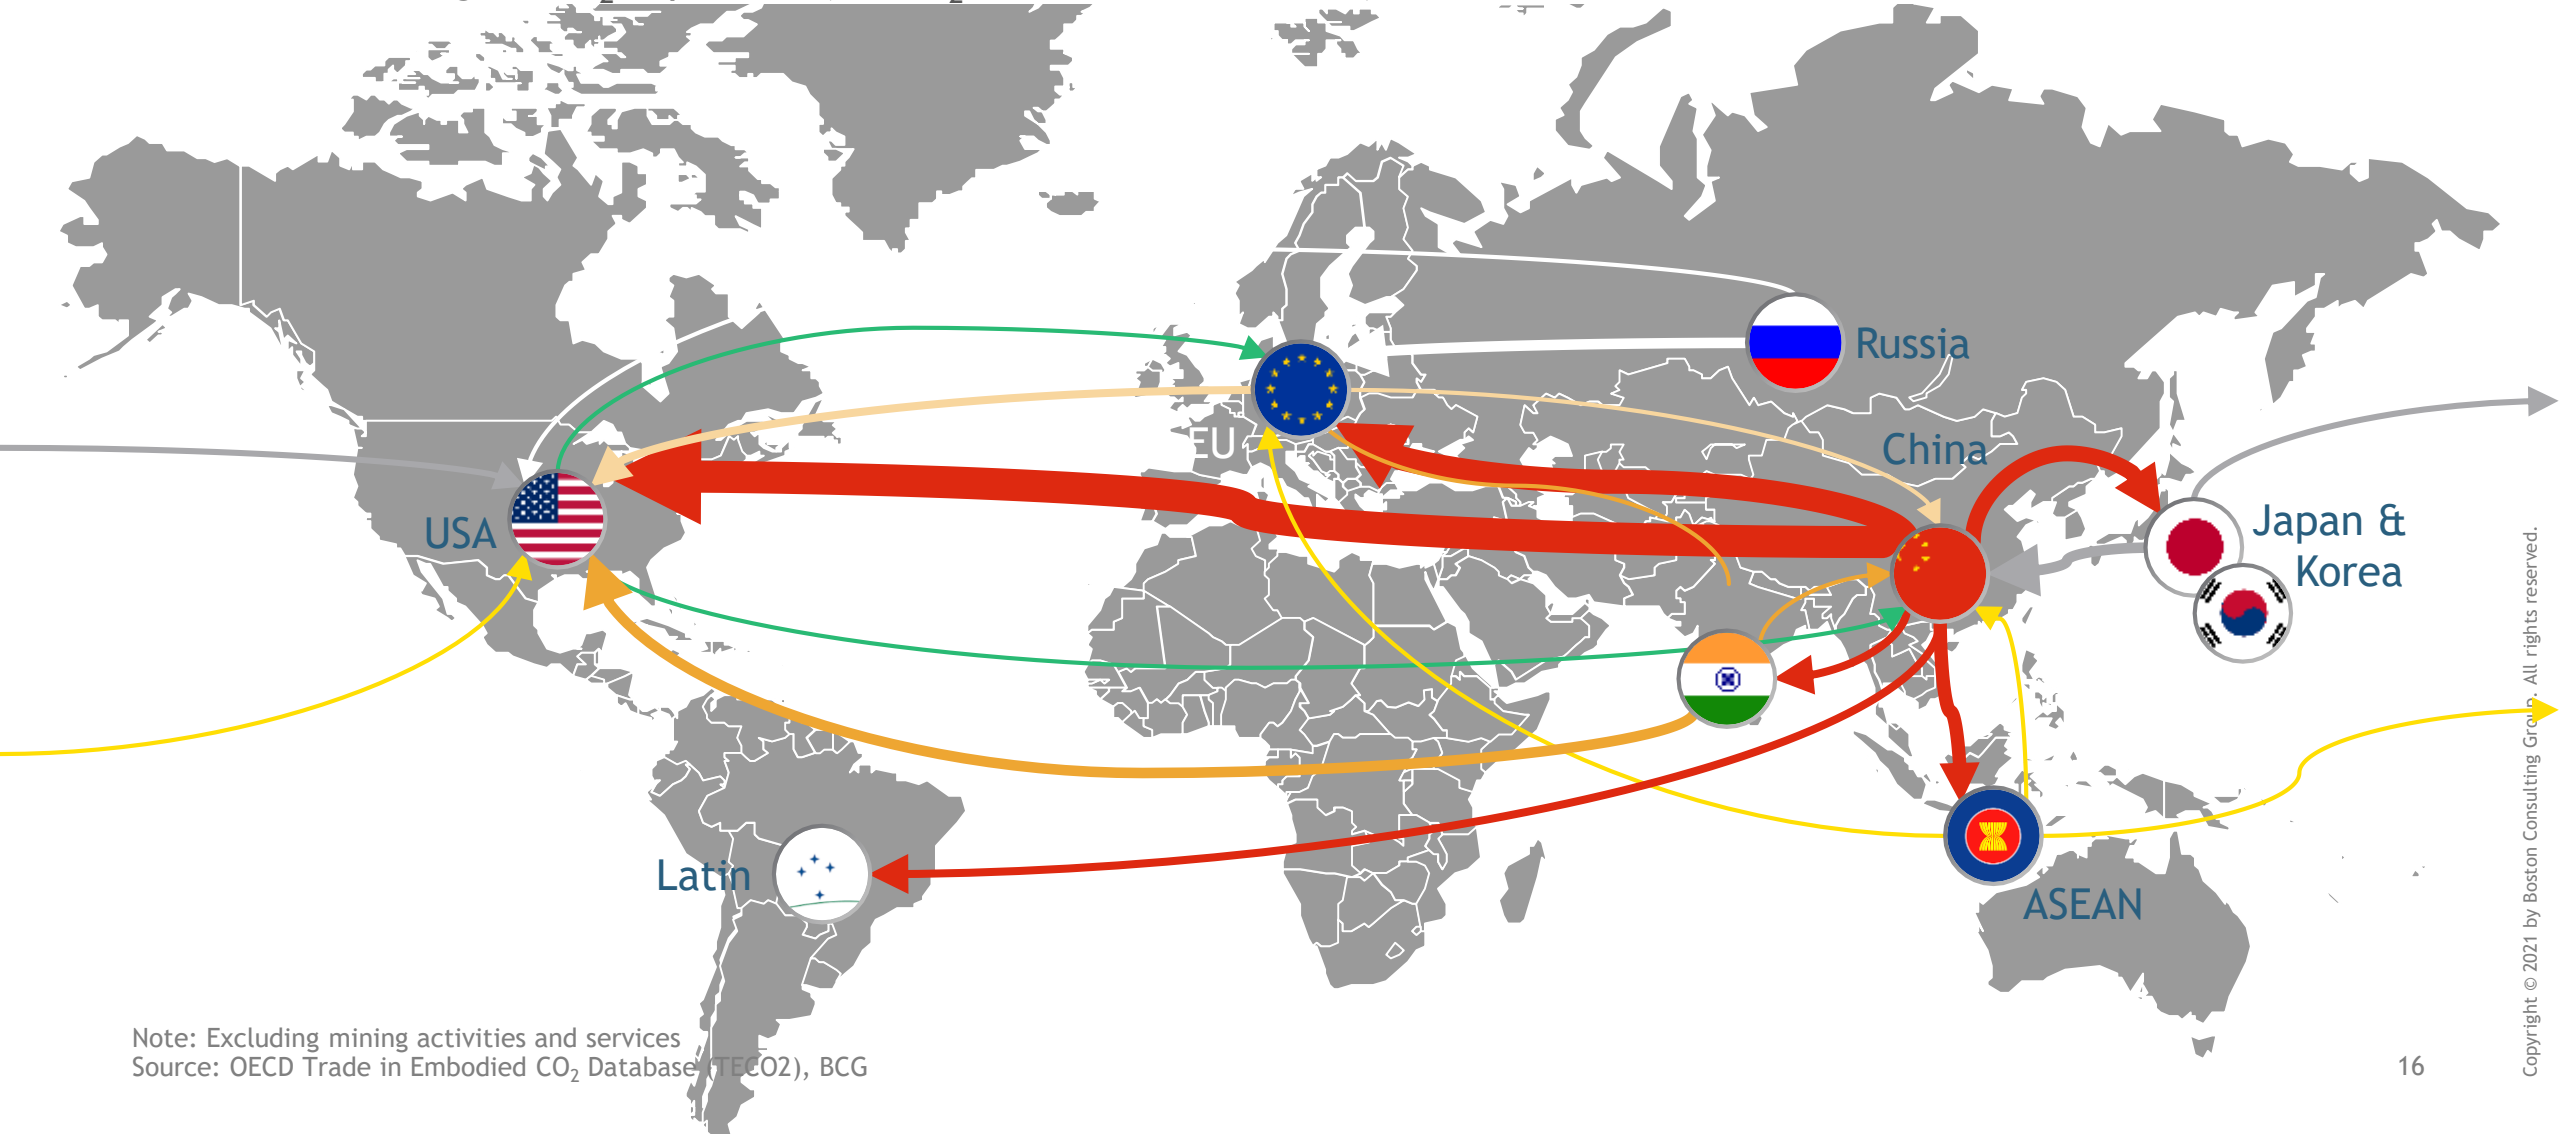 Russia
China
EU
USA
Japan &
Korea
Latin
ASEAN
Note: Excluding mining activities and services
Source: OECD Trade in Embodied CO₂ Database (TECO2), BCG
16
Copyright © 2021 by Boston Consulting Group. All rights reserved.